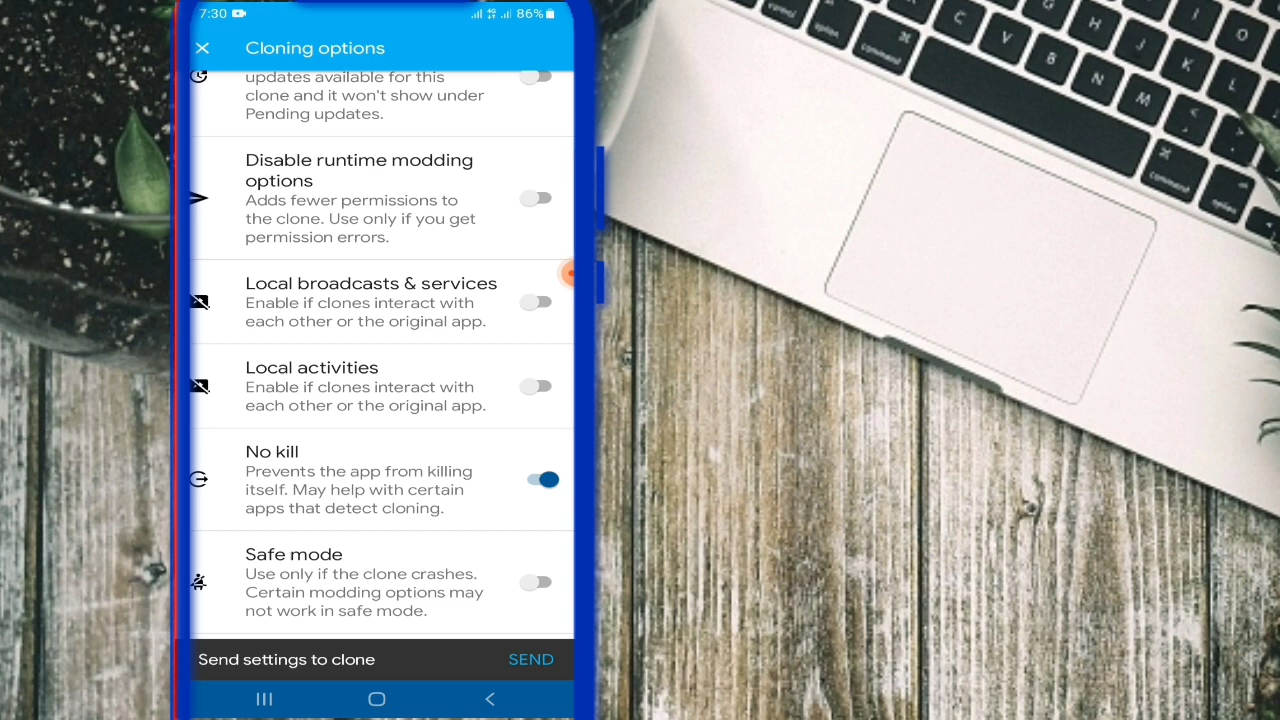 7:30 86%
Cloning options
updates available for this
clone and it won't show under
Pending updates.
Disable runtime modding
options
Adds fewer permissions to
the clone. Use only if you get
permission errors.
Local broadcasts & services
Enable if clones interact with
each other or the original app.
Local activities
Enable if clones interact with
each other or the original app.
No kill
Prevents the app from killing
itself. May help with certain
apps that detect cloning.
Safe mode
Use only if the clone crashes.
Certain modding options may
not work in safe mode.
Send settings to clone SEND
C V B N M
G H J K L
I O
command
option
command
option